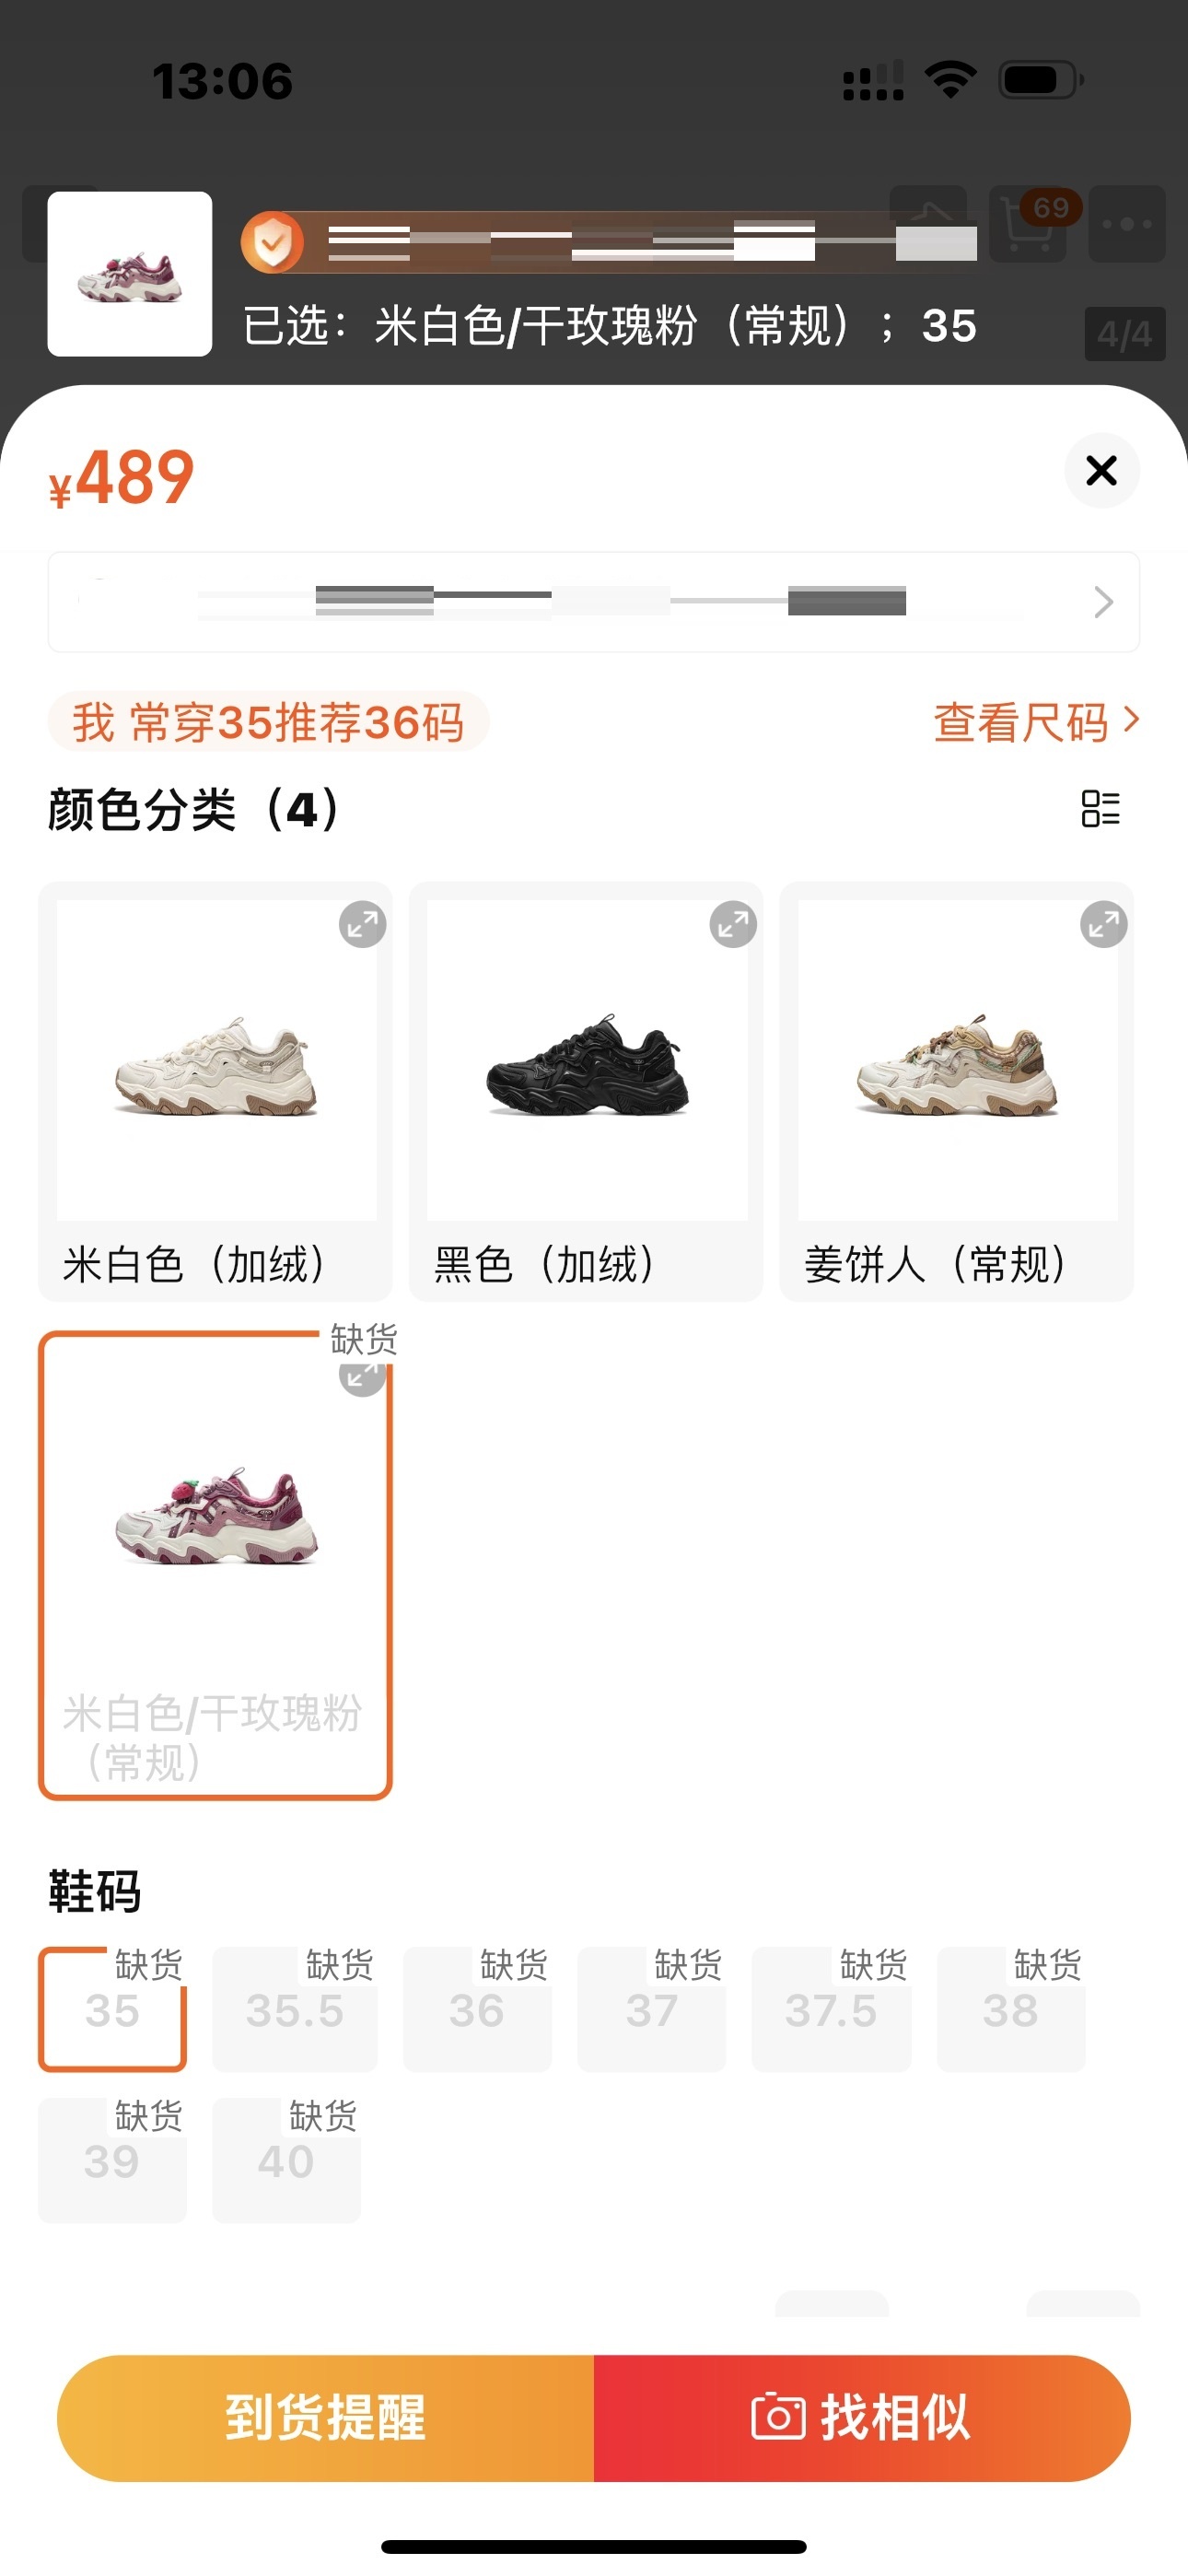 13:06
69
已选：米白色/干玫瑰粉（常规）；35
4/4
¥489
我 常穿35推荐36码
查看尺码
颜色分类（4）
米白色（加绒）
黑色（加绒）
姜饼人（常规）
缺货
米白色/干玫瑰粉
（常规）
鞋码
缺货
缺货
缺货
缺货
缺货
缺货
35
35.5
36
37
37.5
38
缺货
缺货
39
40
到货提醒
找相似